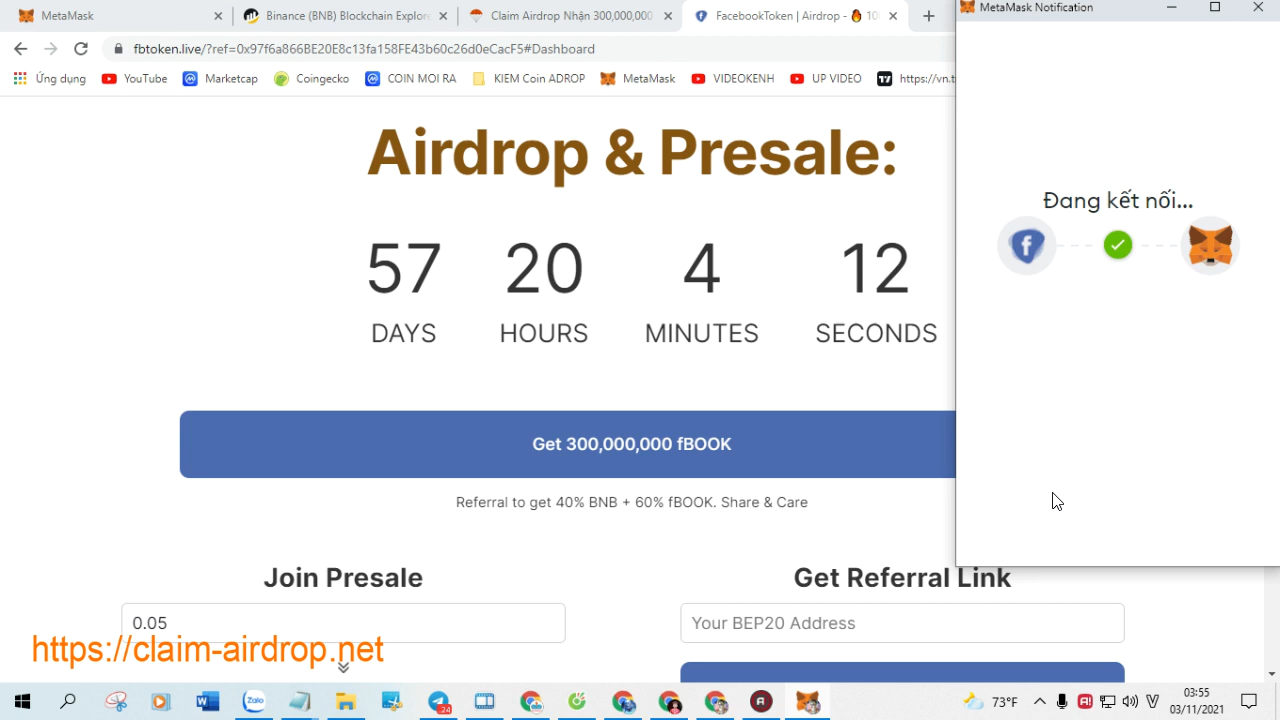 MetaMask
Binance (BNB) Blockchain Explore
Claim Airdrop Nhận 300,000,000
FacebookToken | Airdrop - 🔥 10
MetaMask Notification
fbtoken.live/?ref=0x97f6a866BE20E8c13fa158FE43b60c26d0eCacF5#Dashboard
Ứng dụng
YouTube
Marketcap
Coingecko
COIN MOI RA
KIEM Coin ADROP
MetaMask
VIDEOKENH
UP VIDEO
https://vn.t
Airdrop & Presale:
Đang kết nối...
57 20 4 12
DAYS HOURS MINUTES SECONDS
Get 300,000,000 fBOOK
Referral to get 40% BNB + 60% fBOOK. Share & Care
Join Presale
Get Referral Link
0.05
Your BEP20 Address
https://claim-airdrop.net
Zalo
24
73°F
03:55
03/11/2021